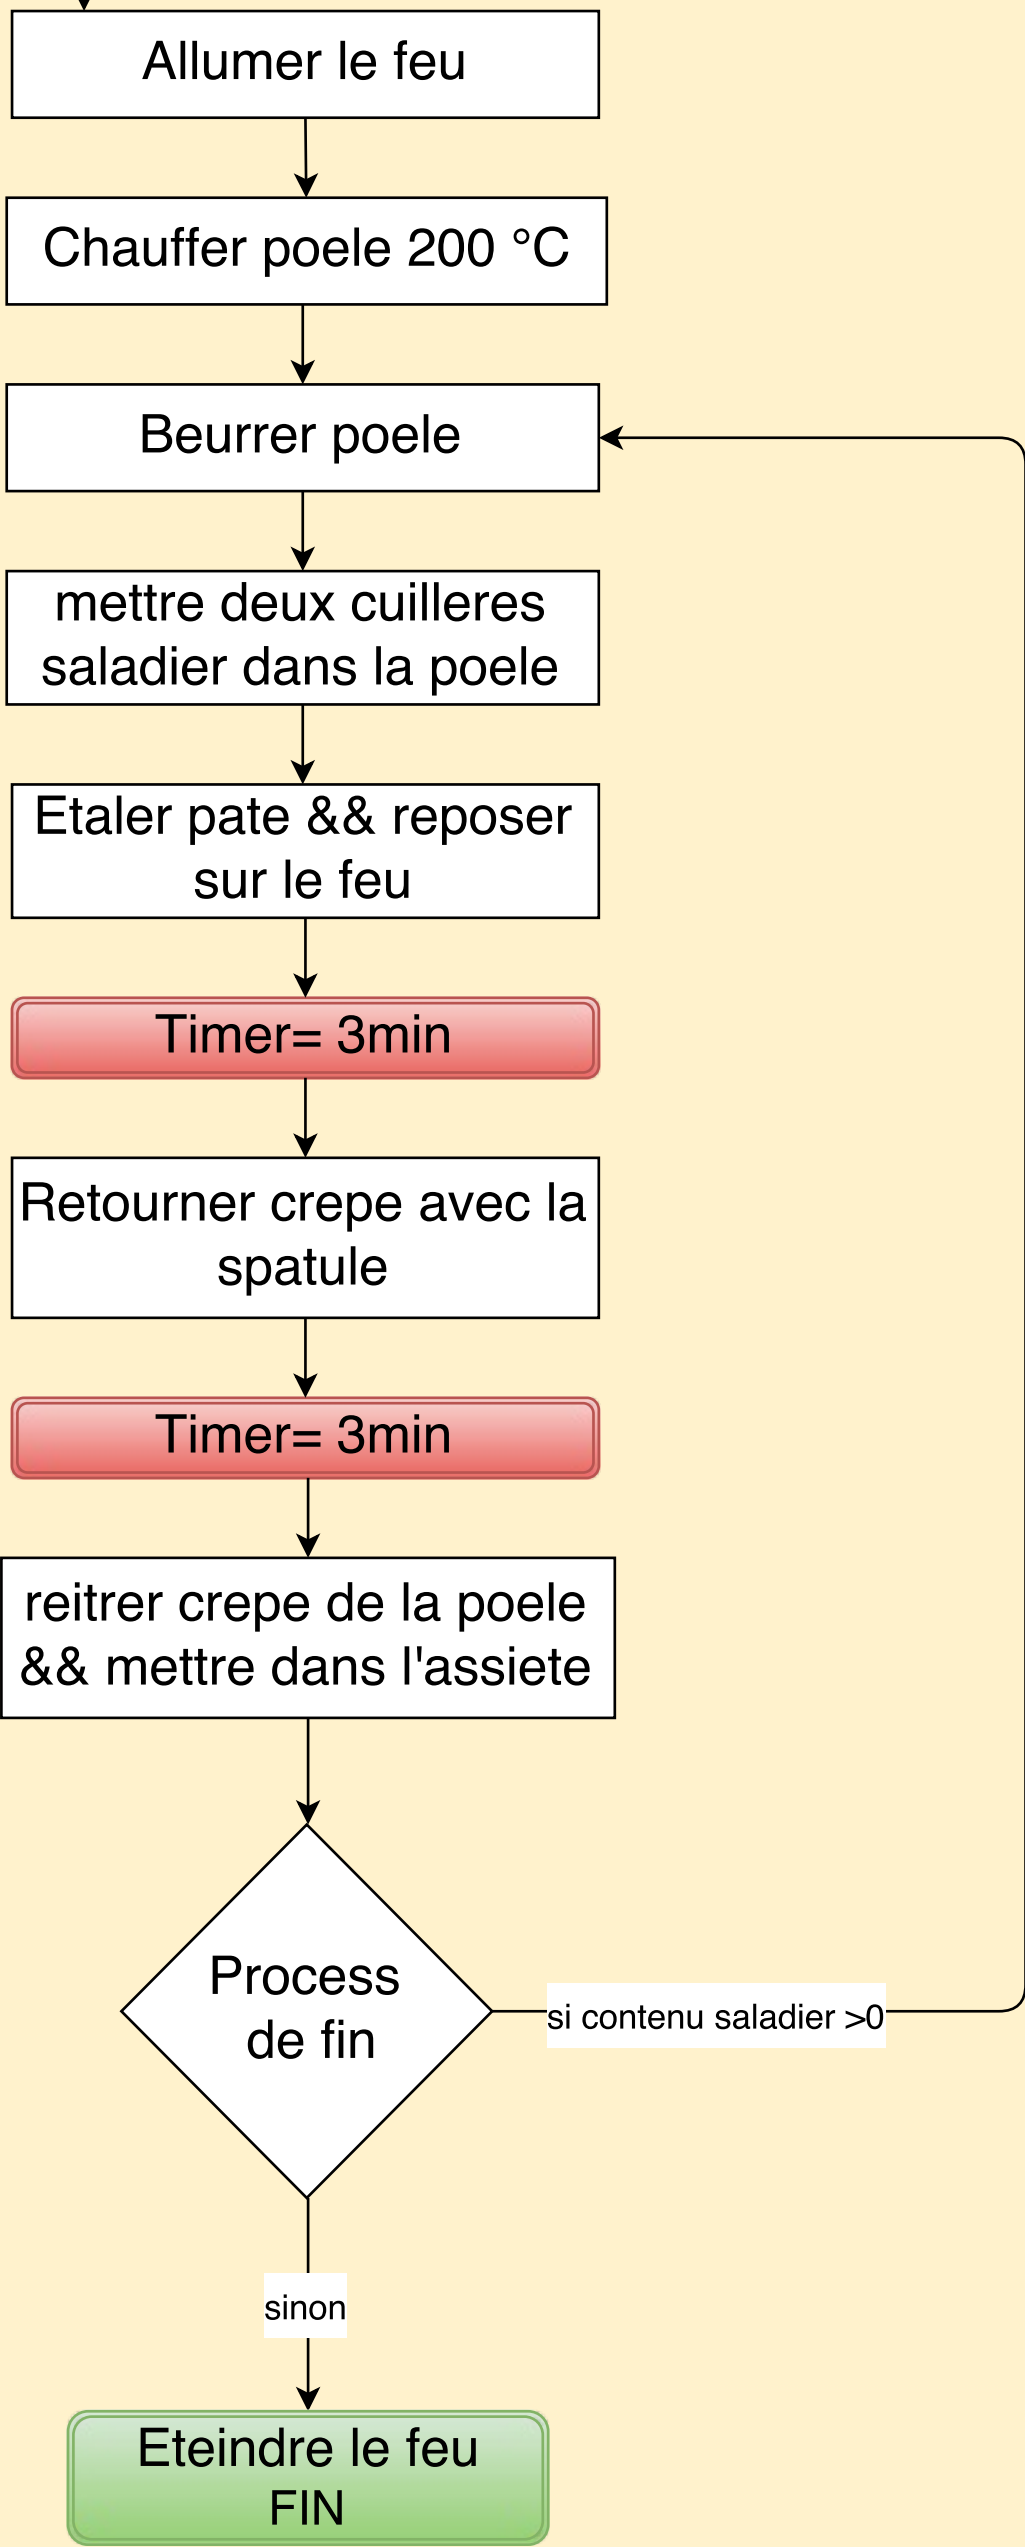 Allumer le feu
Chauffer poele 200 °C
Beurrer poele
mettre deux cuilleres
saladier dans la poele
Etaler pate && reposer
sur le feu
Timer= 3min
Retourner crepe avec la
spatule
Timer= 3min
reitrer crepe de la poele
&& mettre dans l'assiete
Process
de fin
si contenu saladier >0
sinon
Eteindre le feu
FIN